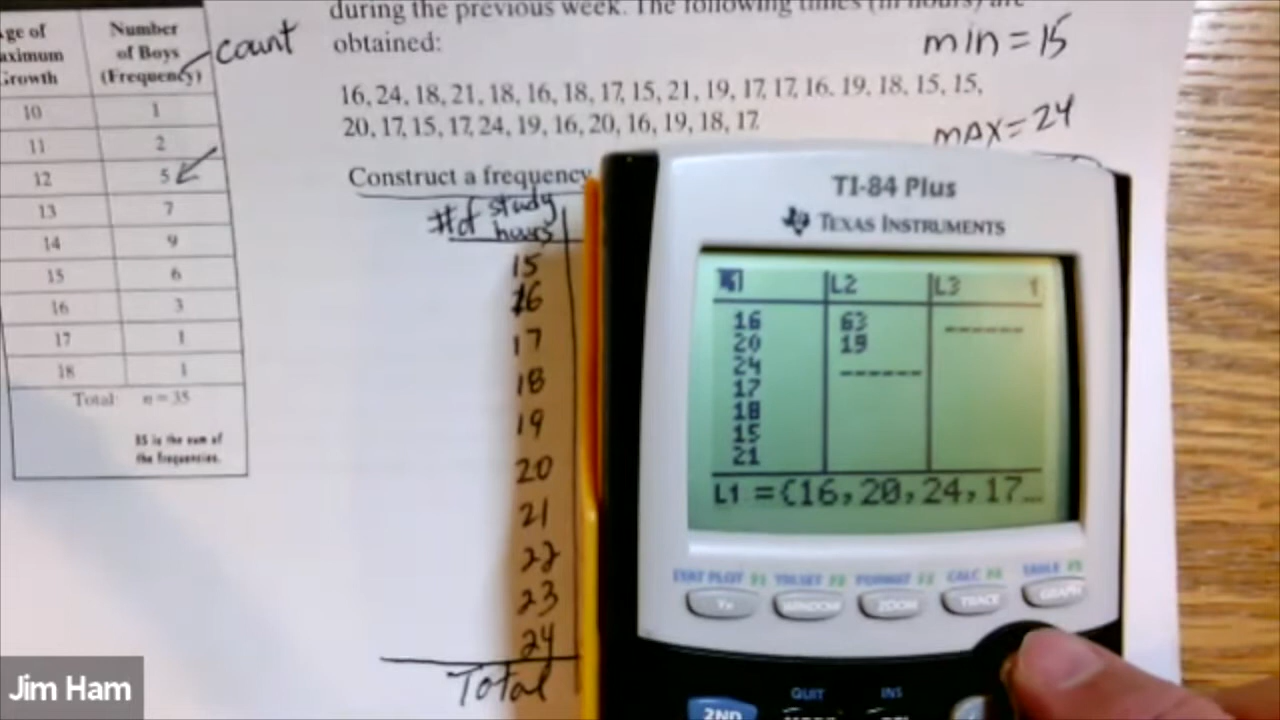 ge of
aximum
Growth
Number
of Boys
(Frequency)
count
10 1
11 2
12 5
13 7
14 9
15 6
16 3
17 1
18 1
Total: n = 35
35 is the sum of
the frequencies.
during the previous week. The following times (in hours) are
obtained:
min = 15
16, 24, 18, 21, 18, 16, 18, 17, 15, 21, 19, 17, 17, 16, 19, 18, 15, 15,
20, 17, 15, 17, 24, 19, 16, 20, 16, 19, 18, 17.
max = 24
Construct a frequency
# of study
hours
15
16
17
18
19
20
21
22
23
24
Total
TI-84 Plus
TEXAS INSTRUMENTS
L1 L2 L3 1
16 63 ------
20 19
24 ------
17
18
15
21
L1 =(16,20,24,17...
STAT PLOT F1 TBLSET F2 FORMAT F3 CALC F4 TABLE F5
Y= WINDOW ZOOM TRACE GRAPH
QUIT INS
2ND
Jim Ham